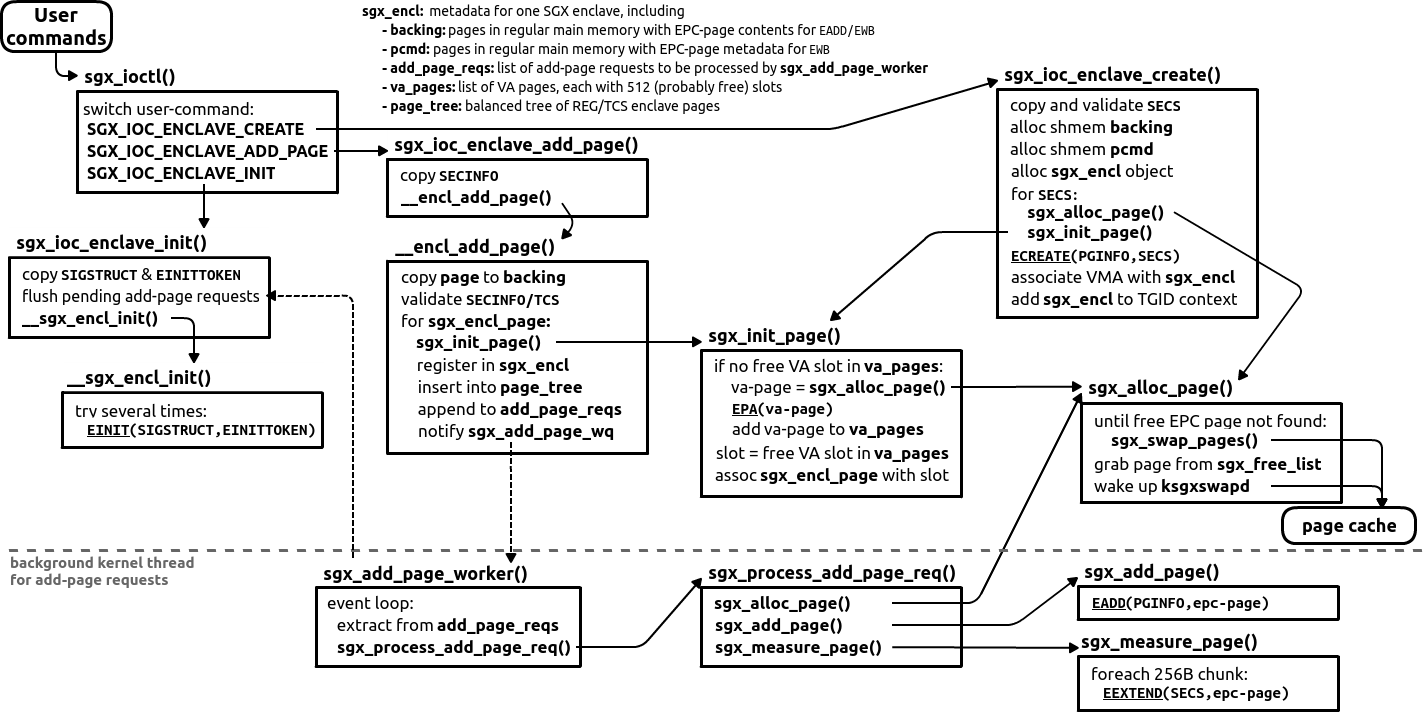 User
commands
sgx_encl: metadata for one SGX enclave, including
- backing: pages in regular main memory with EPC-page contents for EADD/EWB
- pcmd: pages in regular main memory with EPC-page metadata for EWB
- add_page_reqs: list of add-page requests to be processed by sgx_add_page_worker
- va_pages: list of VA pages, each with 512 (probably free) slots
- page_tree: balanced tree of REG/TCS enclave pages
sgx_ioctl()
switch user-command:
SGX_IOC_ENCLAVE_CREATE
SGX_IOC_ENCLAVE_ADD_PAGE
SGX_IOC_ENCLAVE_INIT
sgx_ioc_enclave_add_page()
copy SECINFO
__encl_add_page()
sgx_ioc_enclave_create()
copy and validate SECS
alloc shmem backing
alloc shmem pcmd
alloc sgx_encl object
for SECS:
sgx_alloc_page()
sgx_init_page()
ECREATE(PGINFO,SECS)
associate VMA with sgx_encl
add sgx_encl to TGID context
sgx_ioc_enclave_init()
copy SIGSTRUCT & EINITTOKEN
flush pending add-page requests
__sgx_encl_init()
__sgx_encl_init()
try several times:
EINIT(SIGSTRUCT,EINITTOKEN)
__encl_add_page()
copy page to backing
validate SECINFO/TCS
for sgx_encl_page:
sgx_init_page()
register in sgx_encl
insert into page_tree
append to add_page_reqs
notify sgx_add_page_wq
sgx_init_page()
if no free VA slot in va_pages:
va-page = sgx_alloc_page()
EPA(va-page)
add va-page to va_pages
slot = free VA slot in va_pages
assoc sgx_encl_page with slot
sgx_alloc_page()
until free EPC page not found:
sgx_swap_pages()
grab page from sgx_free_list
wake up ksgxswapd
page cache
background kernel thread
for add-page requests
sgx_add_page_worker()
event loop:
extract from add_page_reqs
sgx_process_add_page_req()
sgx_process_add_page_req()
sgx_alloc_page()
sgx_add_page()
sgx_measure_page()
sgx_add_page()
EADD(PGINFO,epc-page)
sgx_measure_page()
foreach 256B chunk:
EEXTEND(SECS,epc-page)